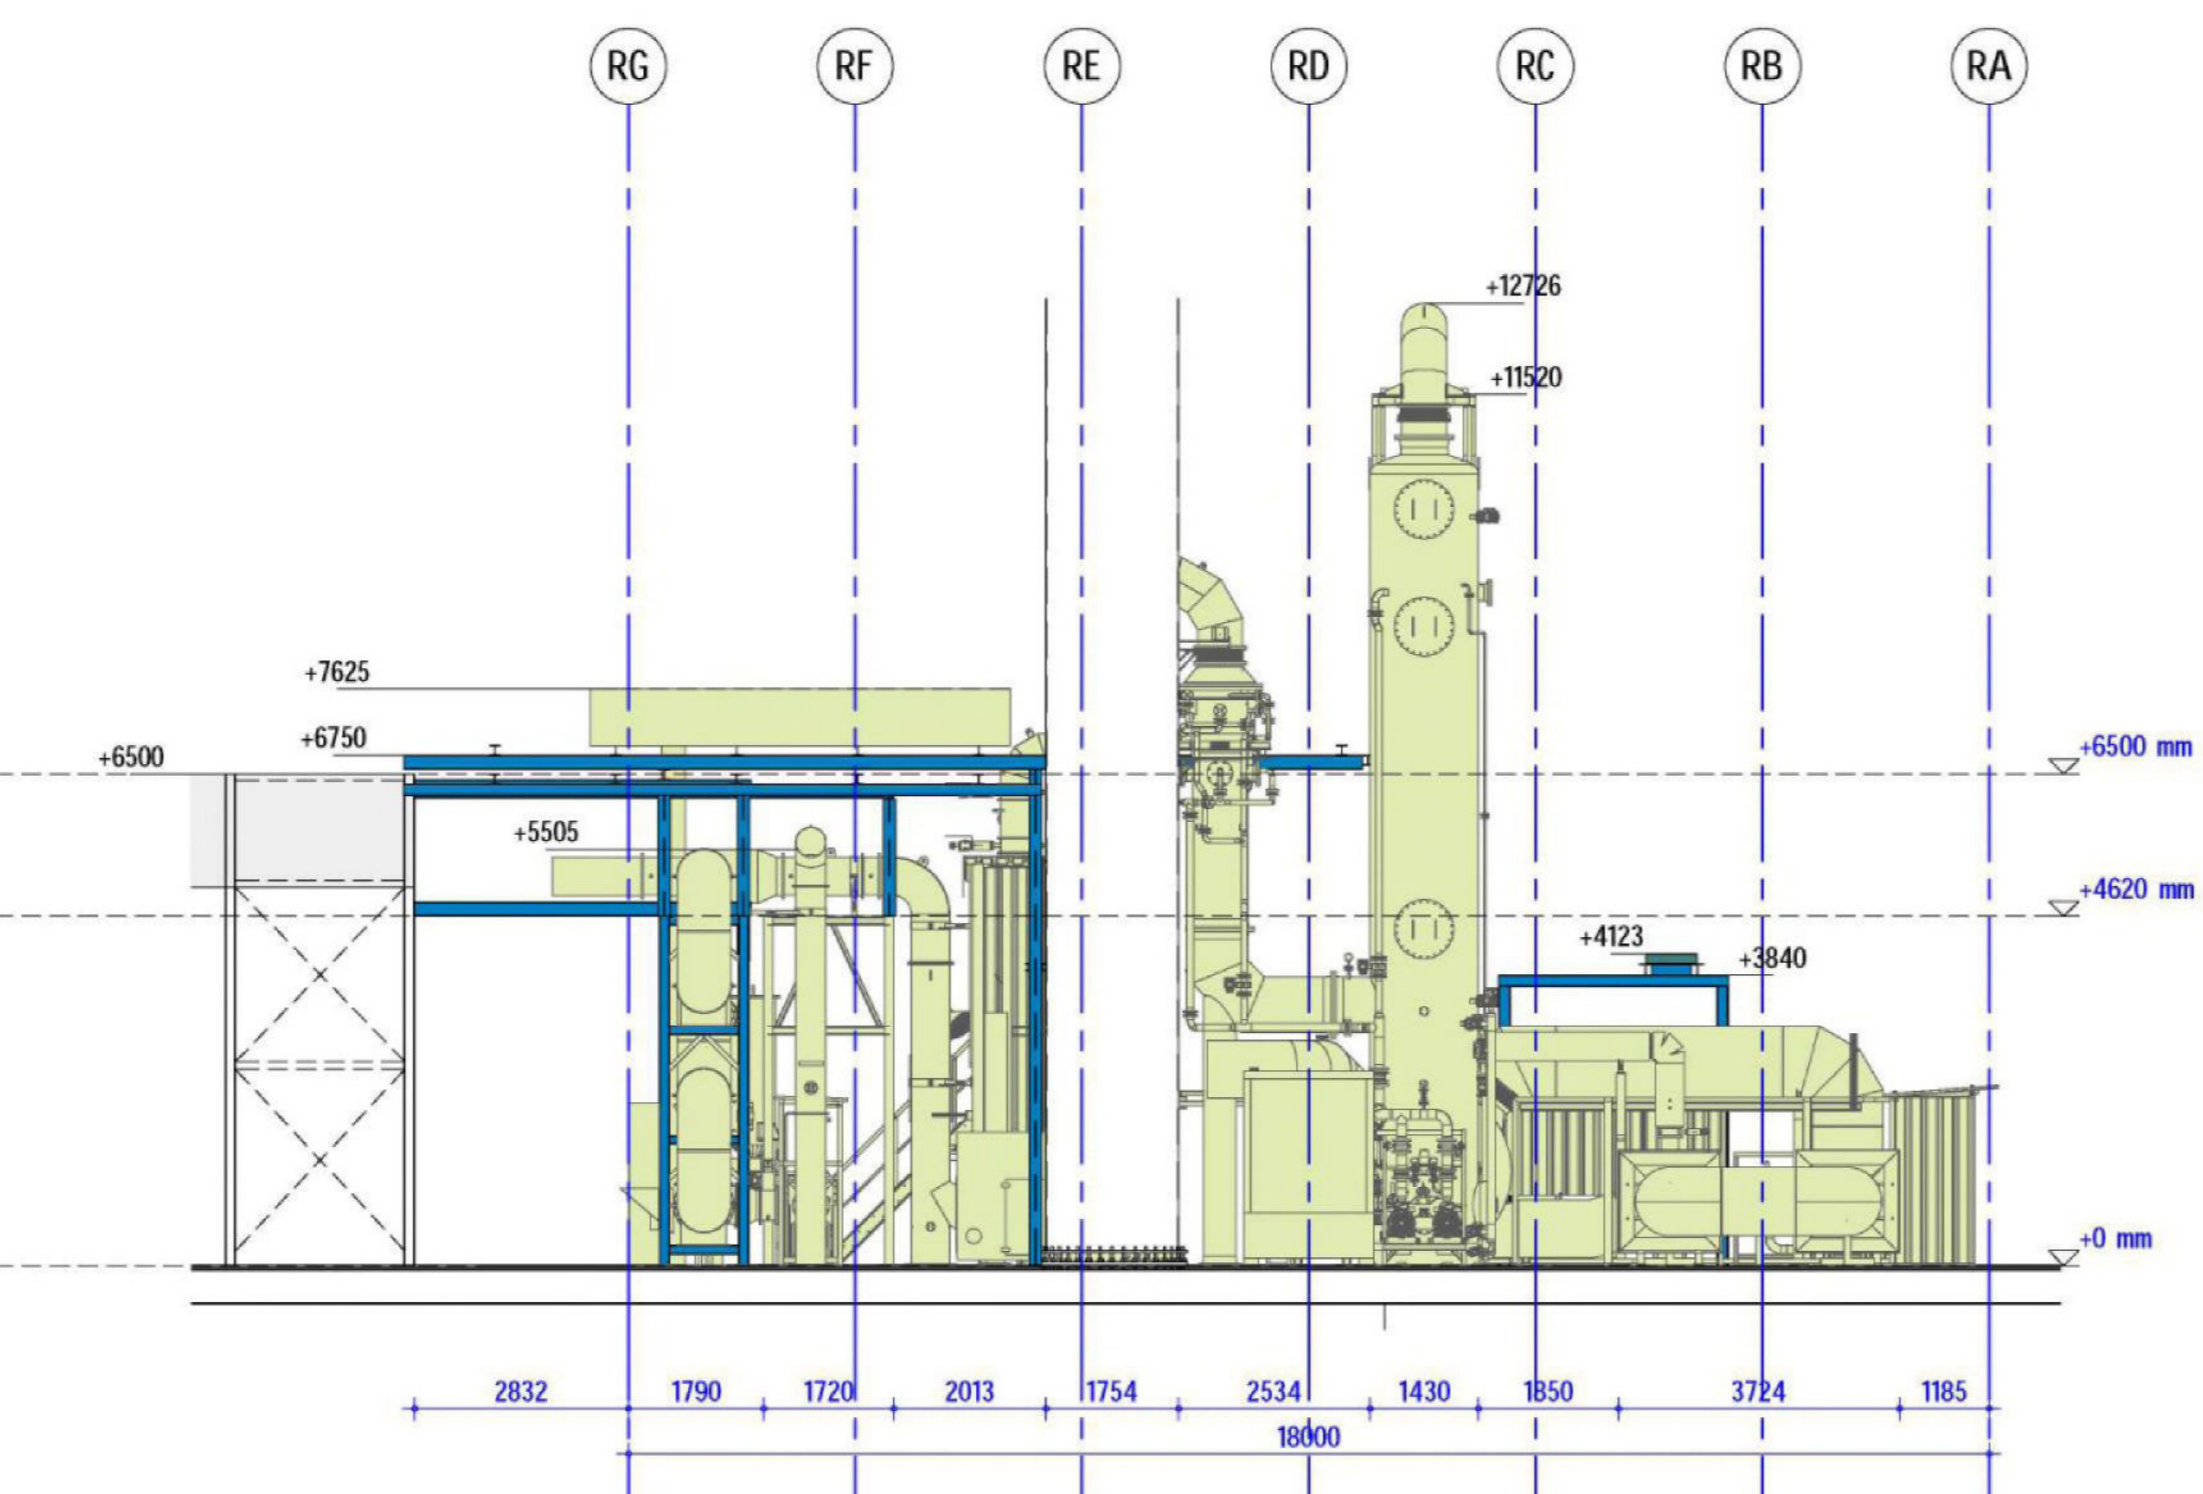 RG RF RE RD RC RB RA
+12726
+11520
+7625
+6750
+6500
+6500 mm
+5505
+4620 mm
+4123
+3840
+0 mm
2832 1790 1720 2013 1754 2534 1430 1850 3724 1185
18000